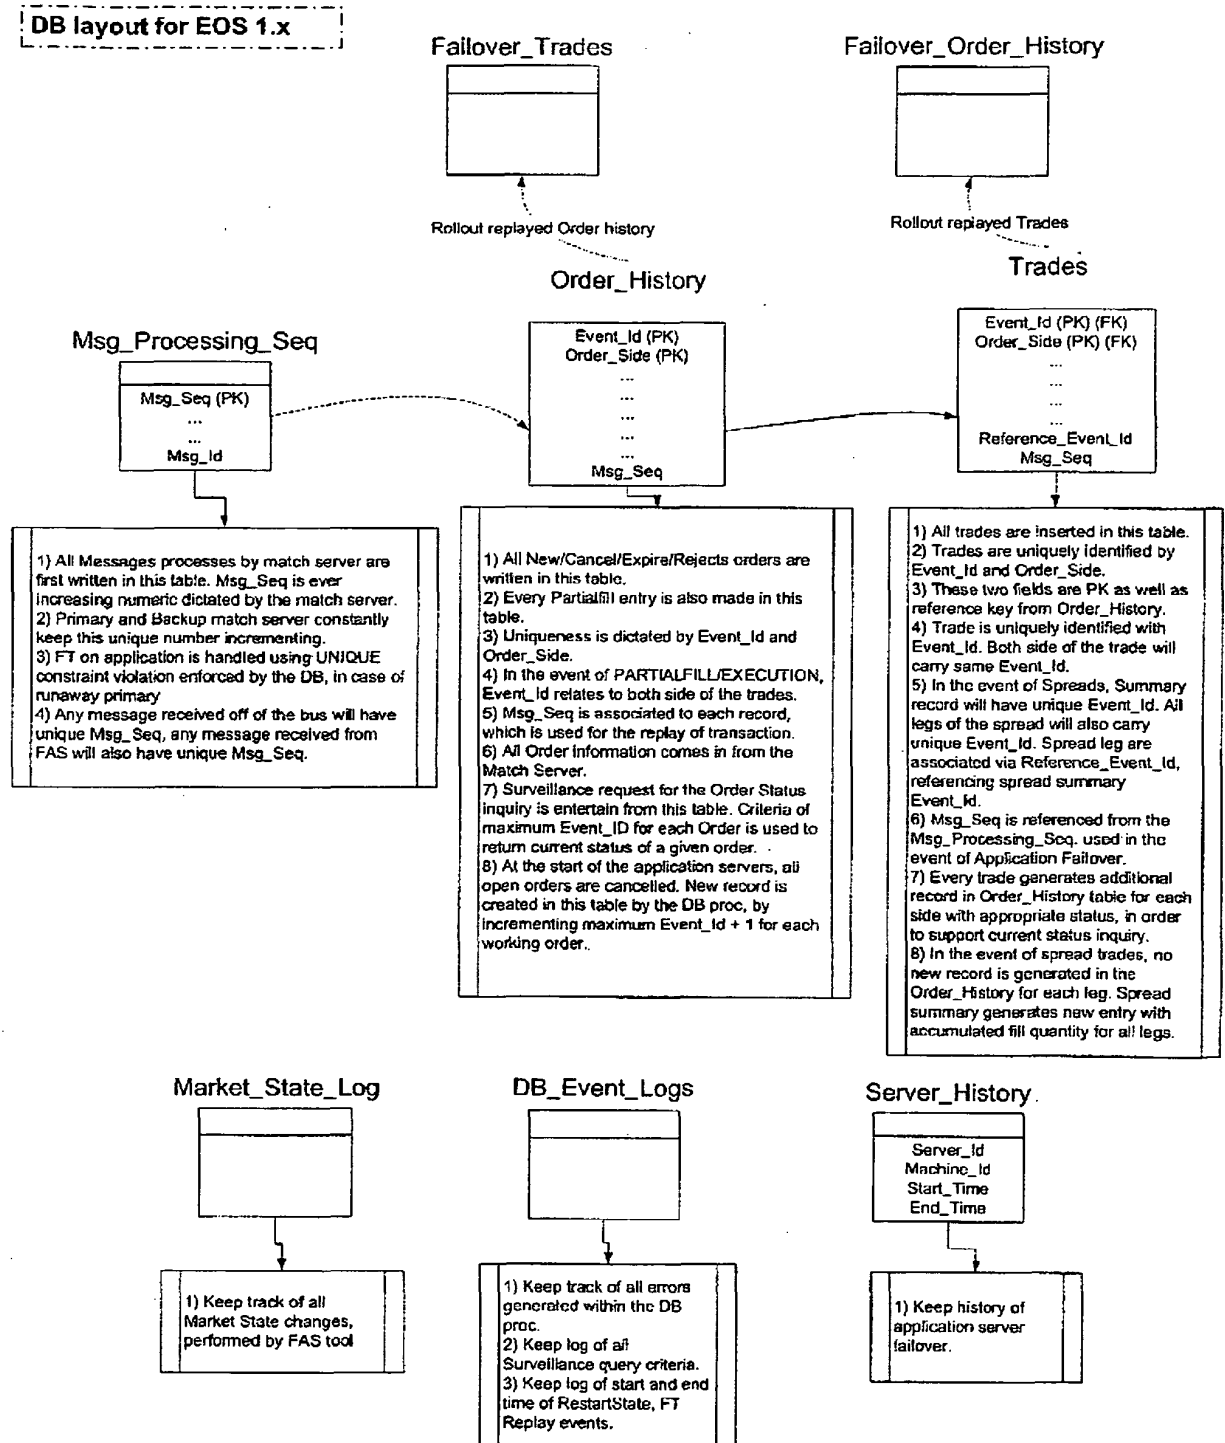 DB layout for EOS 1.x
Failover_Trades
Failover_Order_History
Rollout replayed Order history
Rollout replayed Trades
Order_History
Trades
Msg_Processing_Seq
Msg_Seq (PK)
...
...
Msg_Id
Event_Id (PK)
Order_Side (PK)
...
...
...
...
...
Msg_Seq
Event_Id (PK) (FK)
Order_Side (PK) (FK)
...
...
...
...
Reference_Event_Id
Msg_Seq
1) All Messages processes by match server are
first written in this table. Msg_Seq is ever
increasing numeric dictated by the match server.
2) Primary and Backup match server constantly
keep this unique number incrementing.
3) FT on application is handled using UNIQUE
constraint violation enforced by the DB, in case of
runaway primary
4) Any message received off of the bus will have
unique Msg_Seq, any message received from
FAS will also have unique Msg_Seq.
1) All New/Cancel/Expire/Rejects orders are
written in this table.
2) Every Partialfill entry is also made in this
table.
3) Uniqueness is dictated by Event_Id and
Order_Side.
4) In the event of PARTIALFILL/EXECUTION,
Event_Id relates to both side of the trades.
5) Msg_Seq is associated to each record,
which is used for the replay of transaction.
6) All Order information comes in from the
Match Server.
7) Surveillance request for the Order Status
inquiry is entertain from this table. Criteria of
maximum Event_ID for each Order is used to
return current status of a given order.
8) At the start of the application servers, all
open orders are cancelled. New record is
created in this table by the DB proc, by
incrementing maximum Event_Id + 1 for each
working order..
1) All trades are inserted in this table.
2) Trades are uniquely identified by
Event_Id and Order_Side.
3) These two fields are PK as well as
reference key from Order_History.
4) Trade is uniquely identified with
Event_Id. Both side of the trade will
carry same Event_Id.
5) In the event of Spreads, Summary
record will have unique Event_Id. All
legs of the spread will also carry
unique Event_Id. Spread leg are
associated via Reference_Event_Id,
referencing spread summary
Event_Id.
6) Msg_Seq is referenced from the
Msg_Processing_Seq. used in the
event of Application Failover.
7) Every trade generates additional
record in Order_History table for each
side with appropriate status, in order
to support current status inquiry.
8) In the event of spread trades, no
new record is generated in the
Order_History for each leg. Spread
summary generates new entry with
accumulated fill quantity for all legs.
Market_State_Log
DB_Event_Logs
Server_History
Server_Id
Machine_Id
Start_Time
End_Time
1) Keep track of all
Market State changes,
performed by FAS tool
1) Keep track of all errors
generated within the DB
proc.
2) Keep log of all
Surveillance query criteria.
3) Keep log of start and end
time of RestartState, FT
Replay events.
1) Keep history of
application server
failover.